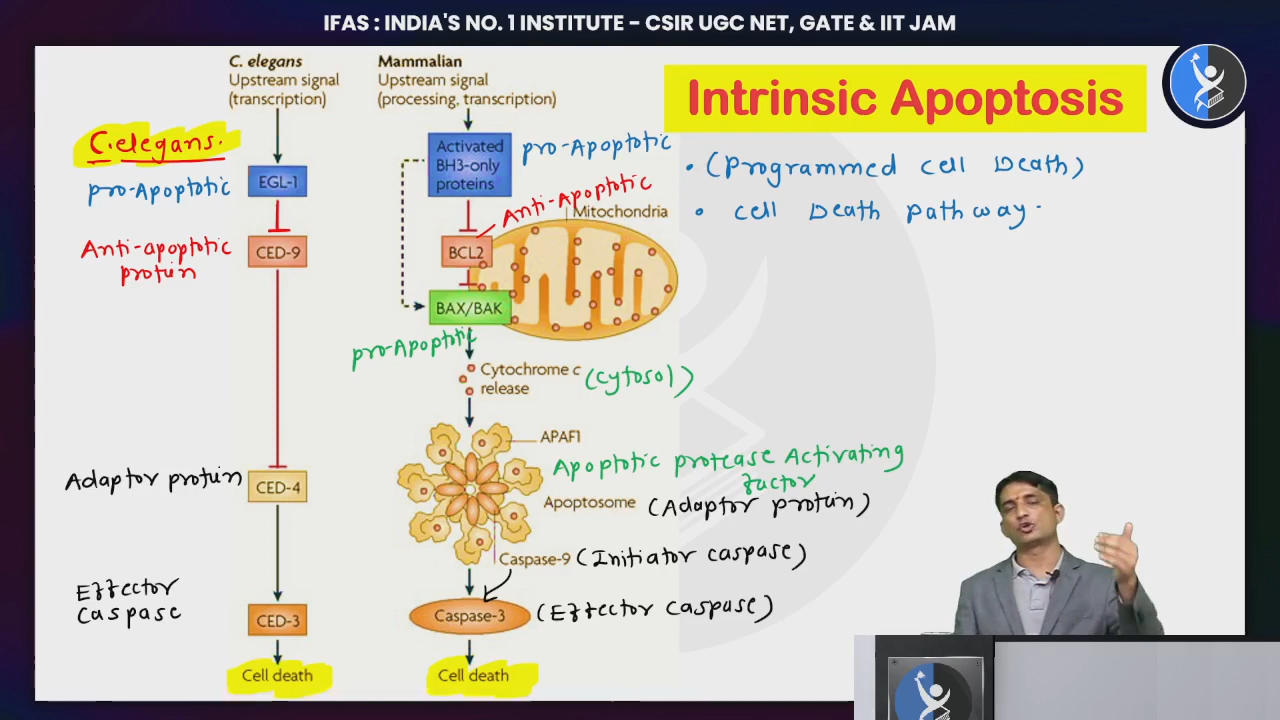 IFAS : INDIA'S NO. 1 INSTITUTE - CSIR UGC NET, GATE & IIT JAM
Intrinsic Apoptosis
• (Programmed cell Death)
• cell Death pathway.
C. elegans
Upstream signal
(transcription)
C.elegans.
pro-Apoptotic
EGL-1
Anti-apoptotic
protein
CED-9
Adaptor protein
CED-4
Effector
Caspase
CED-3
Cell death
Mammalian
Upstream signal
(processing, transcription)
Activated
BH3-only
proteins
pro-Apoptotic
Anti-Apoptotic
Mitochondria
BCL2
BAX/BAK
pro-Apoptotic
Cytochrome c
release
(cytosol)
APAF1
Apoptotic protease Activating
factor
Apoptosome (Adaptor protein)
Caspase-9 (Initiator caspase)
Caspase-3 (Effector caspase)
Cell death